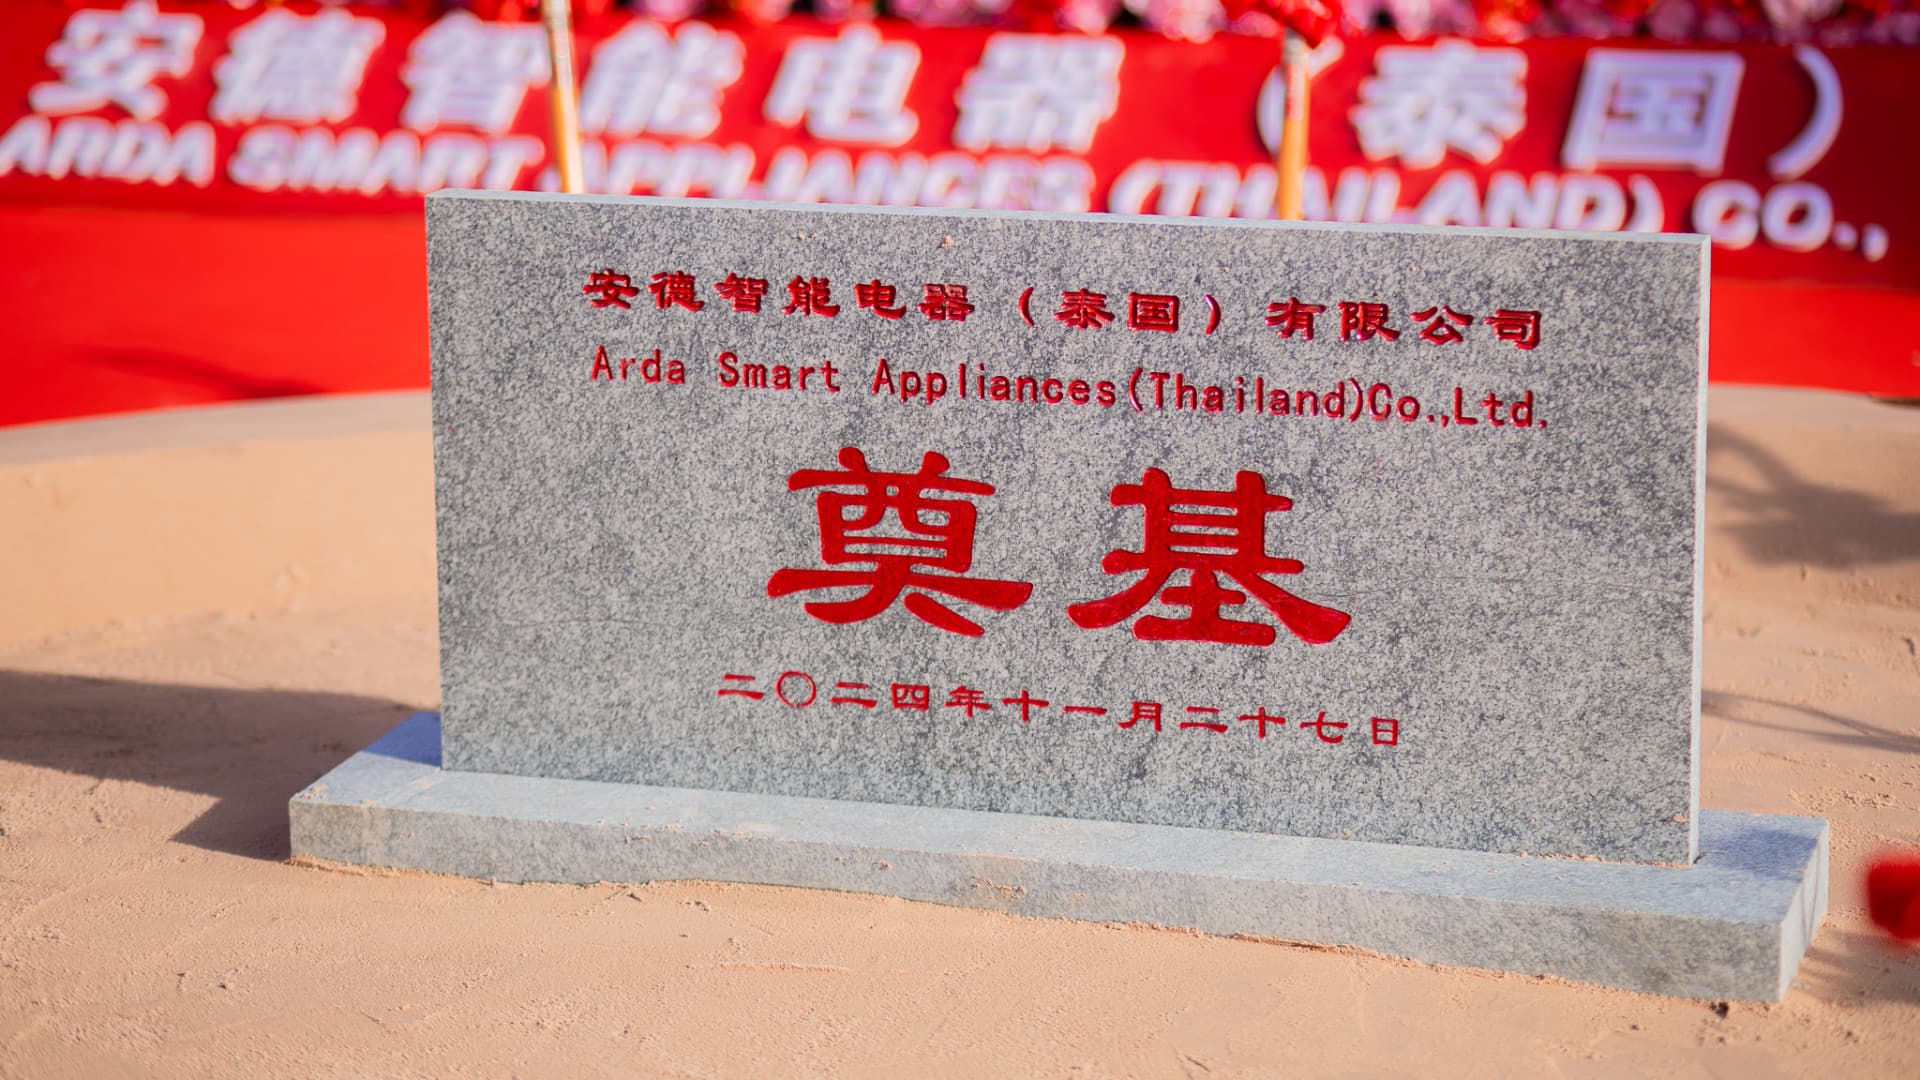 安德智能电器（泰国）
ARDA SMART APPLIANCES (THAILAND) CO.,
安德智能电器（泰国）有限公司
Arda Smart Appliances(Thailand)Co.,Ltd.
奠基
二〇二四年十一月二十七日